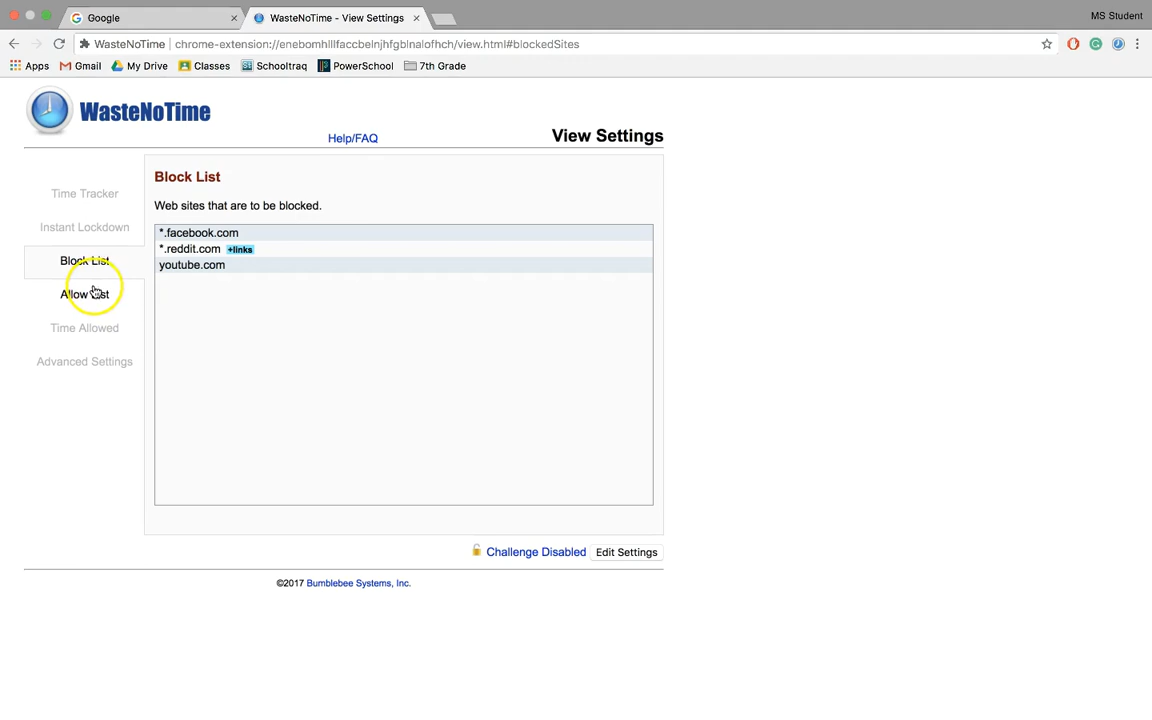 Google
WasteNoTime - View Settings
MS Student
WasteNoTime
chrome-extension://enebomhlllfaccbelnjhfgblnalofhch/view.html#blockedSites
Apps
Gmail
My Drive
Classes
Schooltraq
PowerSchool
7th Grade
WasteNoTime
Help/FAQ
View Settings
Time Tracker
Instant Lockdown
Block List
Allow List
Time Allowed
Advanced Settings
Block List
Web sites that are to be blocked.
*.facebook.com
*.reddit.com +links
youtube.com
Challenge Disabled
Edit Settings
©2017 Bumblebee Systems, Inc.